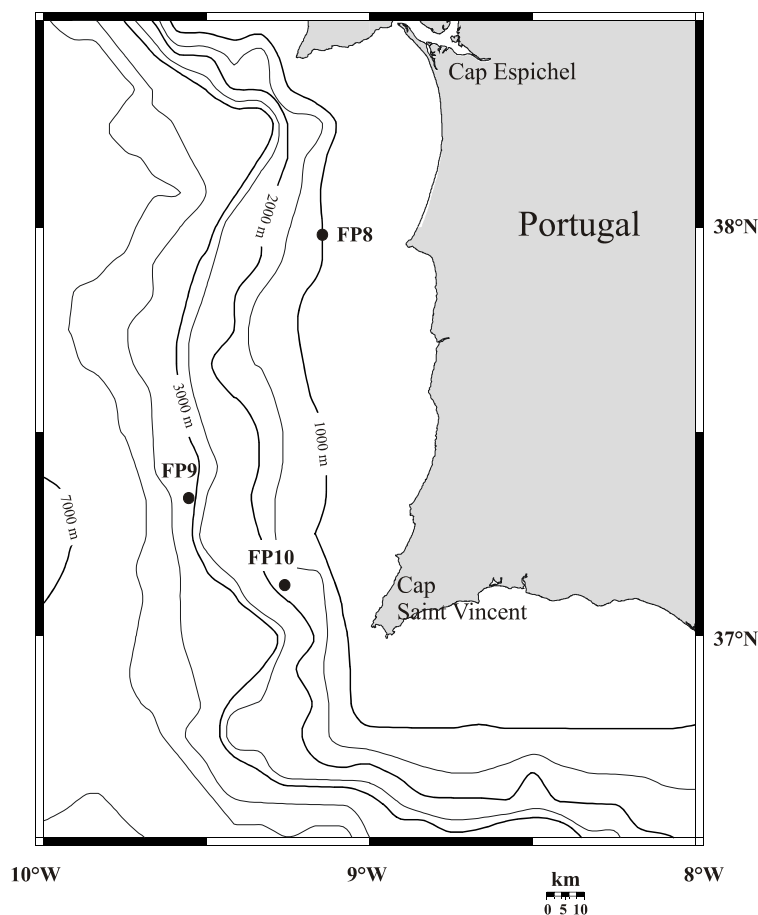 Cap Espichel
2000 m
Portugal
38°N
FP8
3000 m
1000 m
FP9
7000 m
FP10
Cap
Saint Vincent
37°N
10°W
9°W
8°W
km
0 5 10